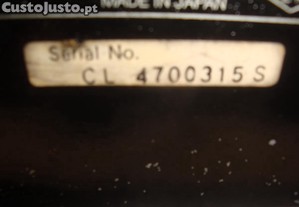 CustoJusto.pt
MADE IN JAPAN
Serial No.
CL 4700315 S